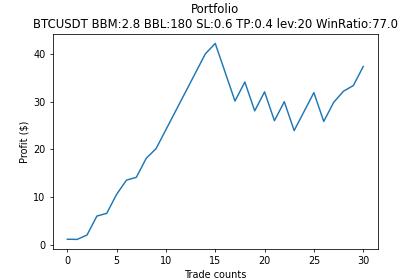 Portfolio
BTCUSDT BBM:2.8 BBL:180 SL:0.6 TP:0.4 lev:20 WinRatio:77.0
40
30
20
10
0
Profit ($)
0 5 10 15 20 25 30
Trade counts